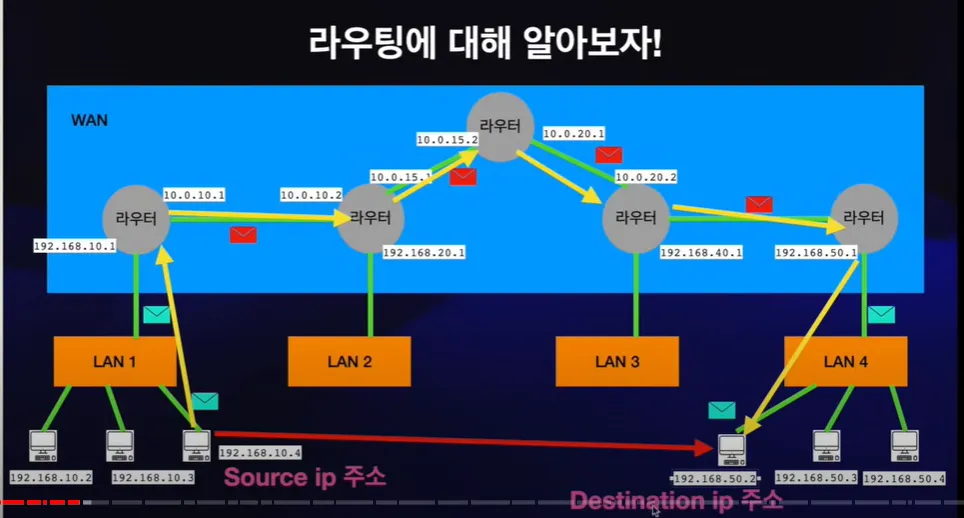 라우팅에 대해 알아보자!
WAN
라우터
10.0.15.2
10.0.20.1
10.0.15.1
10.0.20.2
10.0.10.1
10.0.10.2
라우터
라우터
라우터
라우터
192.168.10.1
192.168.20.1
192.168.40.1
192.168.50.1
LAN 1
LAN 2
LAN 3
LAN 4
192.168.10.4
192.168.10.2
192.168.10.3
Source ip 주소
192.168.50.2
192.168.50.3
192.168.50.4
Destination ip 주소